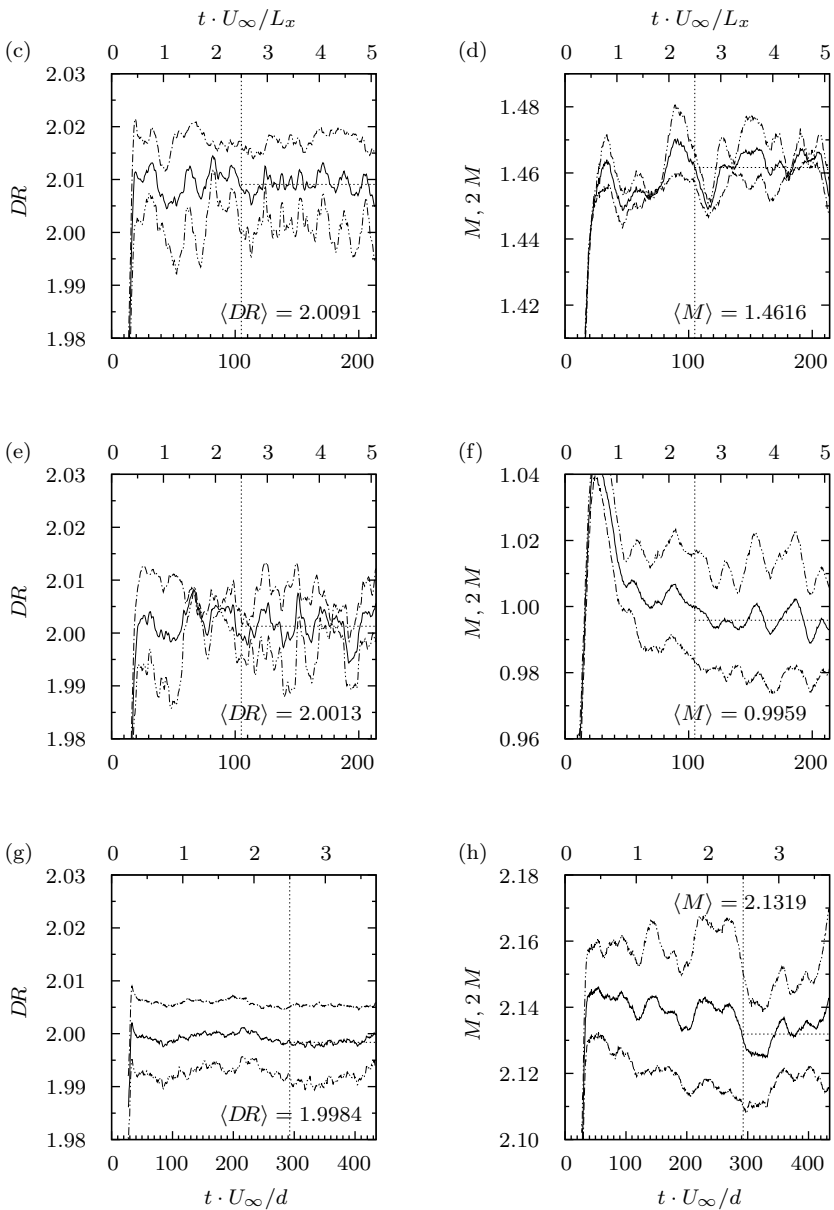 t · U∞/Lx t · U∞/Lx
(c) 0 1 2 3 4 5 (d) 0 1 2 3 4 5
2.03
2.02
2.01
2.00
1.99
1.98
DR
⟨DR⟩ = 2.0091
0 100 200
1.48
1.46
1.44
1.42
M, 2 M
⟨M⟩ = 1.4616
0 100 200
(e) 0 1 2 3 4 5 (f) 0 1 2 3 4 5
2.03
2.02
2.01
2.00
1.99
1.98
DR
⟨DR⟩ = 2.0013
0 100 200
1.04
1.02
1.00
0.98
0.96
M, 2 M
⟨M⟩ = 0.9959
0 100 200
(g) 0 1 2 3 (h) 0 1 2 3
2.03
2.02
2.01
2.00
1.99
1.98
DR
⟨DR⟩ = 1.9984
0 100 200 300 400
t · U∞/d
2.18
2.16
2.14
2.12
2.10
M, 2 M
⟨M⟩ = 2.1319
0 100 200 300 400
t · U∞/d